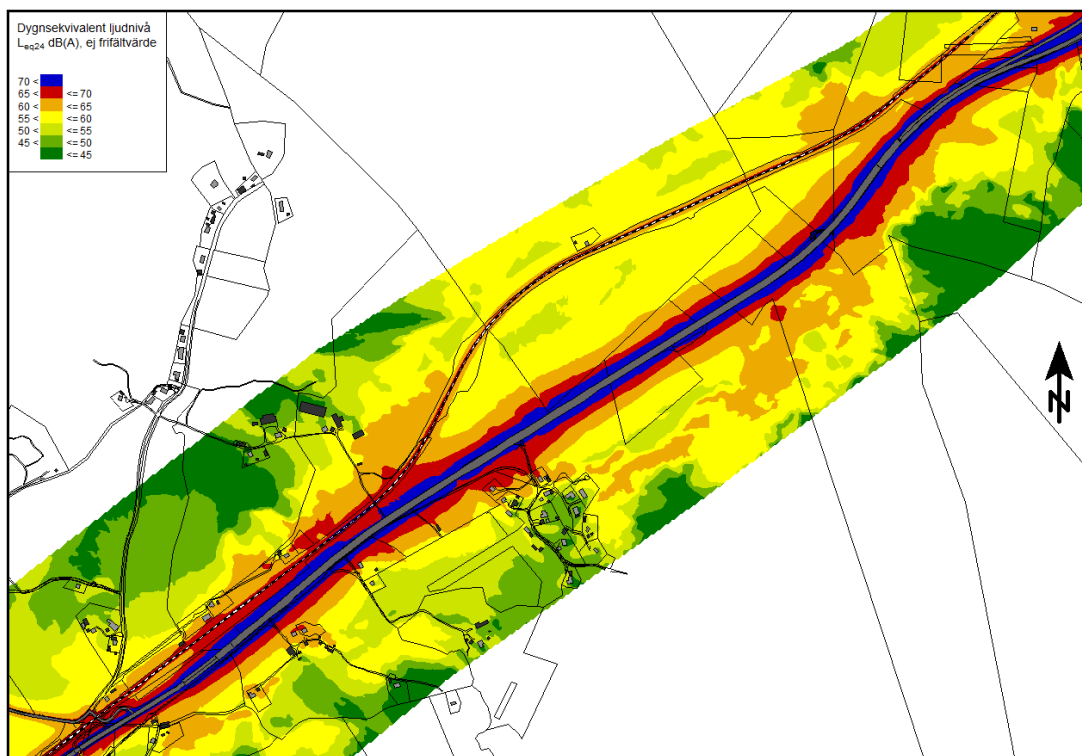 Dygnsekvivalent ljudnivå
Leq24 dB(A), ej frifältvärde
70 <
65 < <= 70
60 < <= 65
55 < <= 60
50 < <= 55
45 < <= 50
<= 45
N